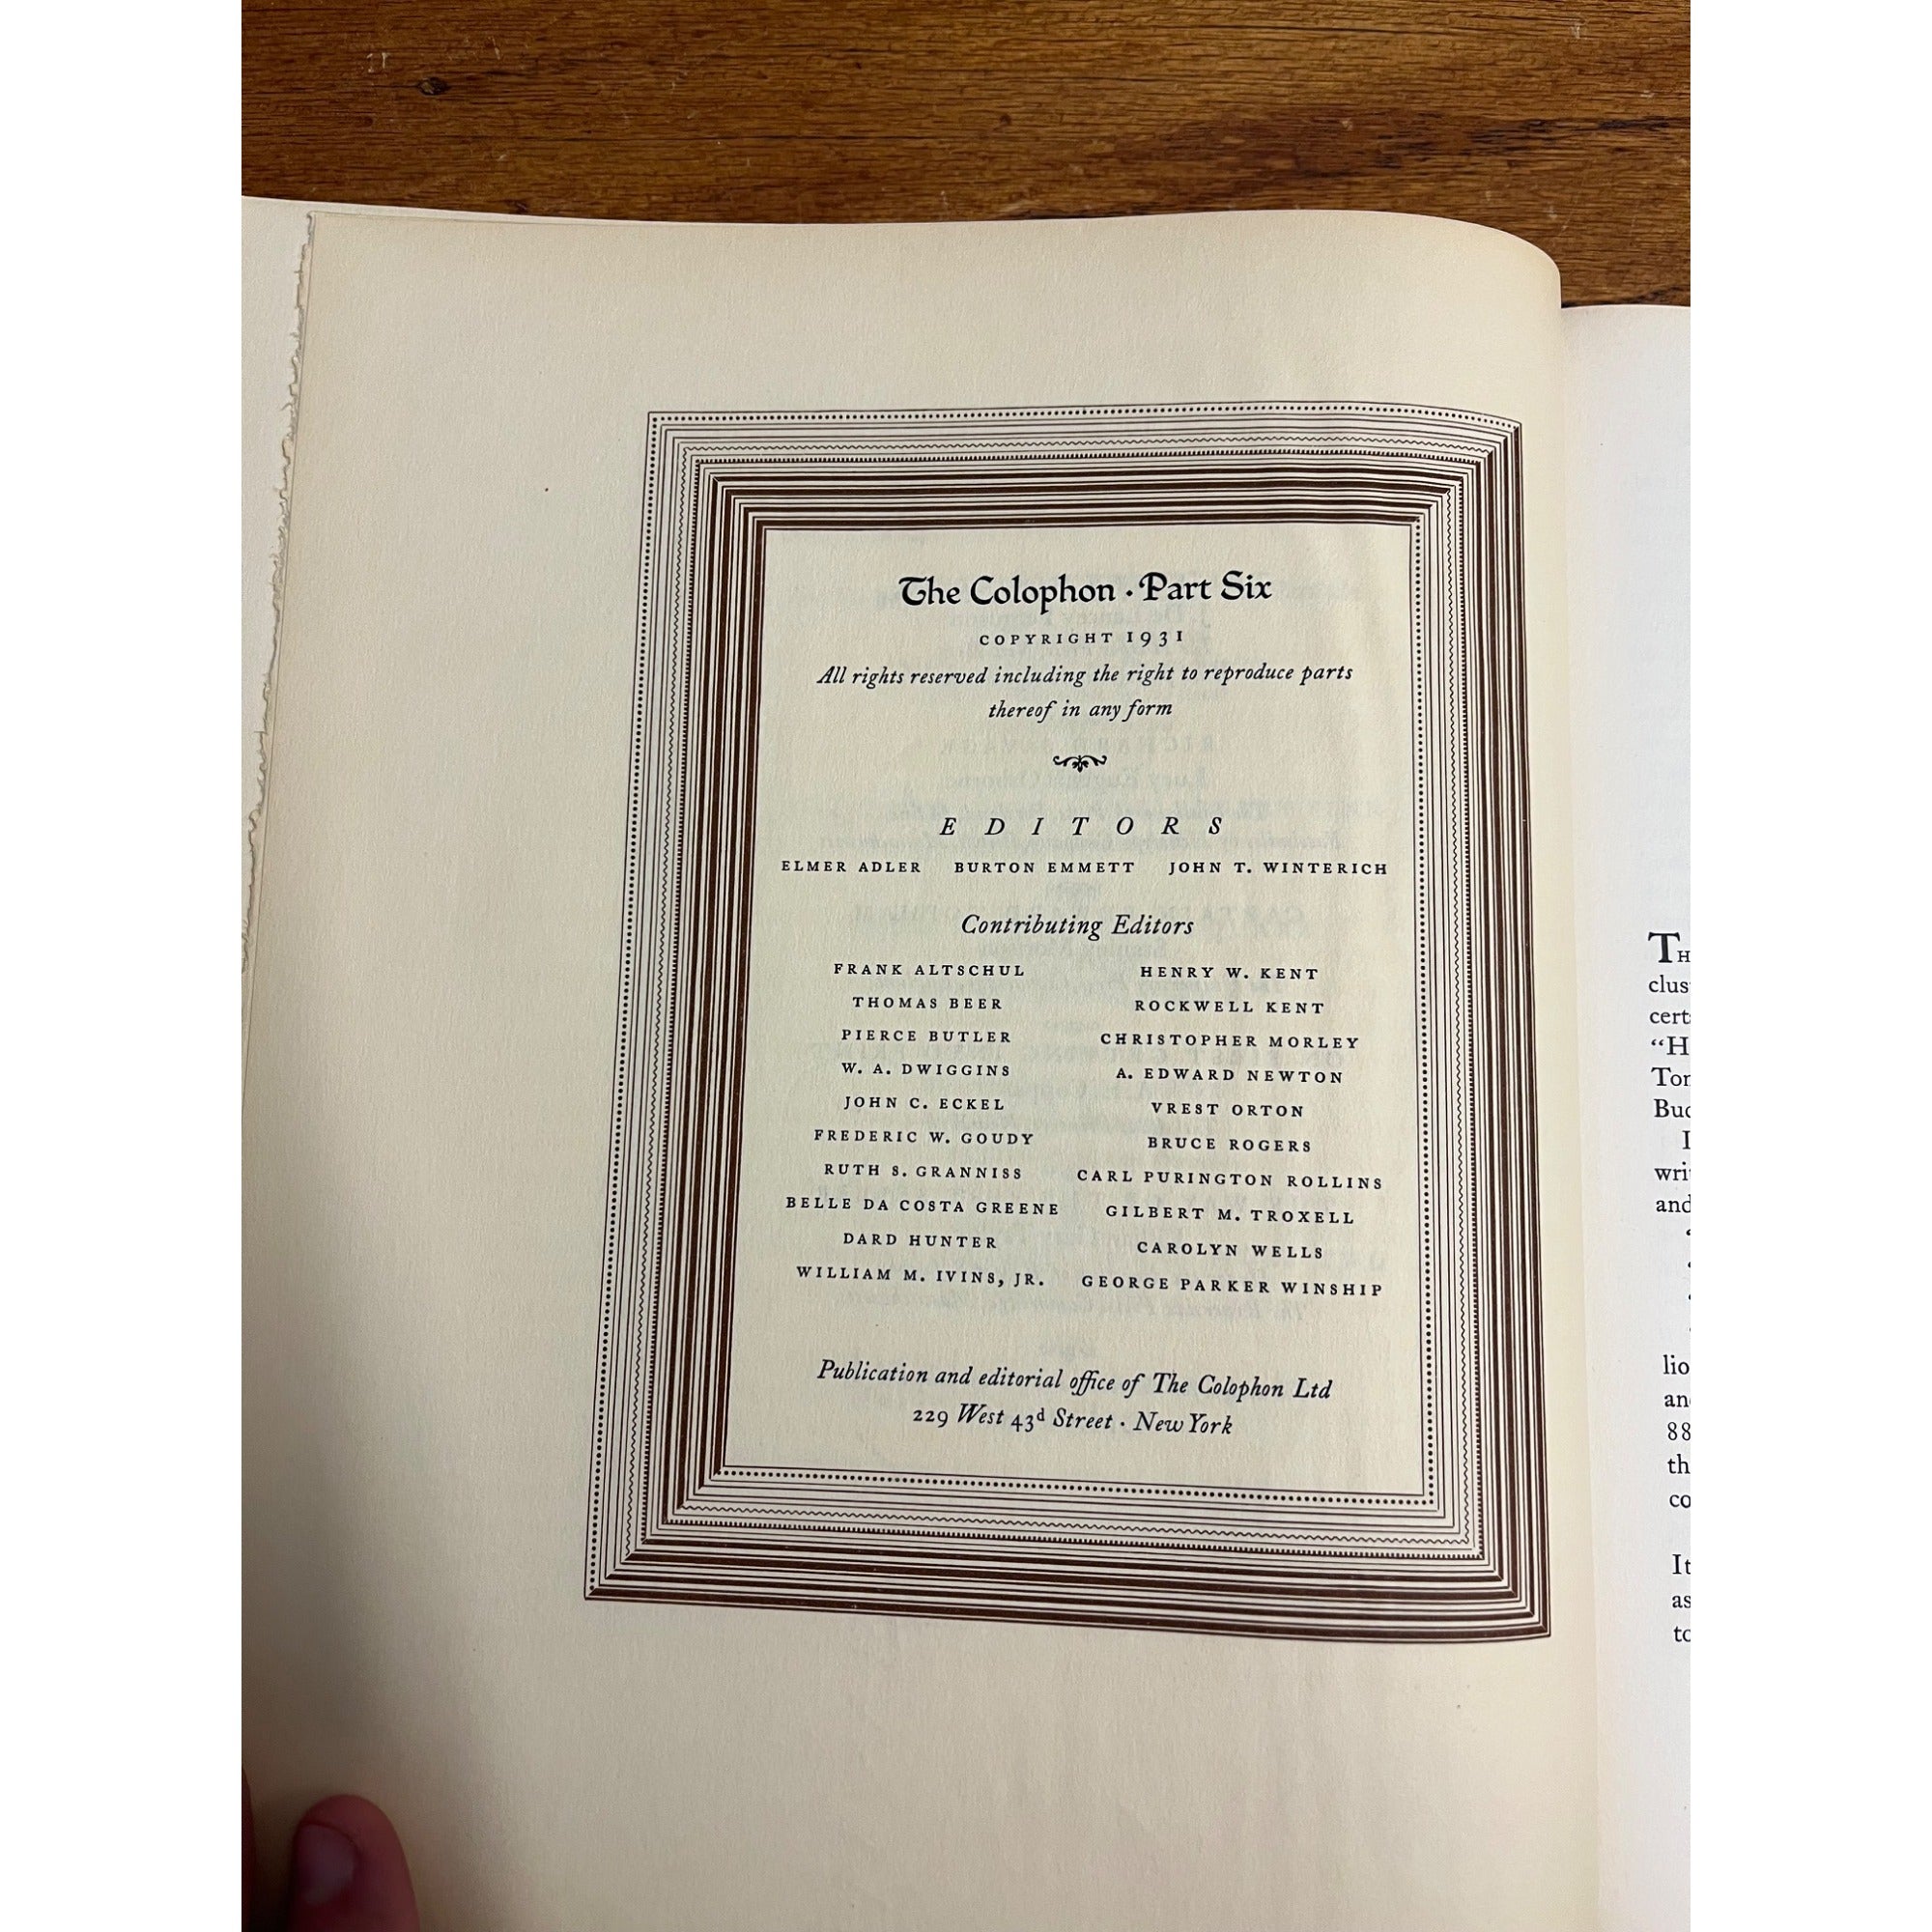 The Colophon · Part Six
COPYRIGHT 1931
All rights reserved including the right to reproduce parts
thereof in any form
EDITORS
ELMER ADLER BURTON EMMETT JOHN T. WINTERICH
Contributing Editors
FRANK ALTSCHUL
THOMAS BEER
PIERCE BUTLER
W. A. DWIGGINS
JOHN C. ECKEL
FREDERIC W. GOUDY
RUTH S. GRANNISS
BELLE DA COSTA GREENE
DARD HUNTER
WILLIAM M. IVINS, JR.
HENRY W. KENT
ROCKWELL KENT
CHRISTOPHER MORLEY
A. EDWARD NEWTON
VREST ORTON
BRUCE ROGERS
CARL PURINGTON ROLLINS
GILBERT M. TROXELL
CAROLYN WELLS
GEORGE PARKER WINSHIP
Publication and editorial office of The Colophon Ltd
229 West 43d Street · New York
and
88
It
as